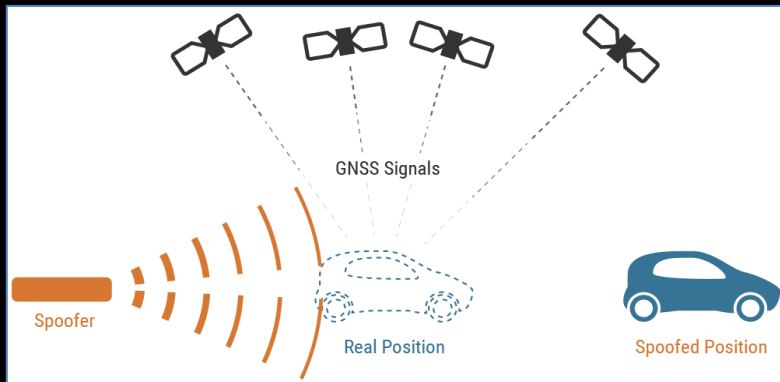 GNSS Signals
Spoofer
Real Position
Spoofed Position